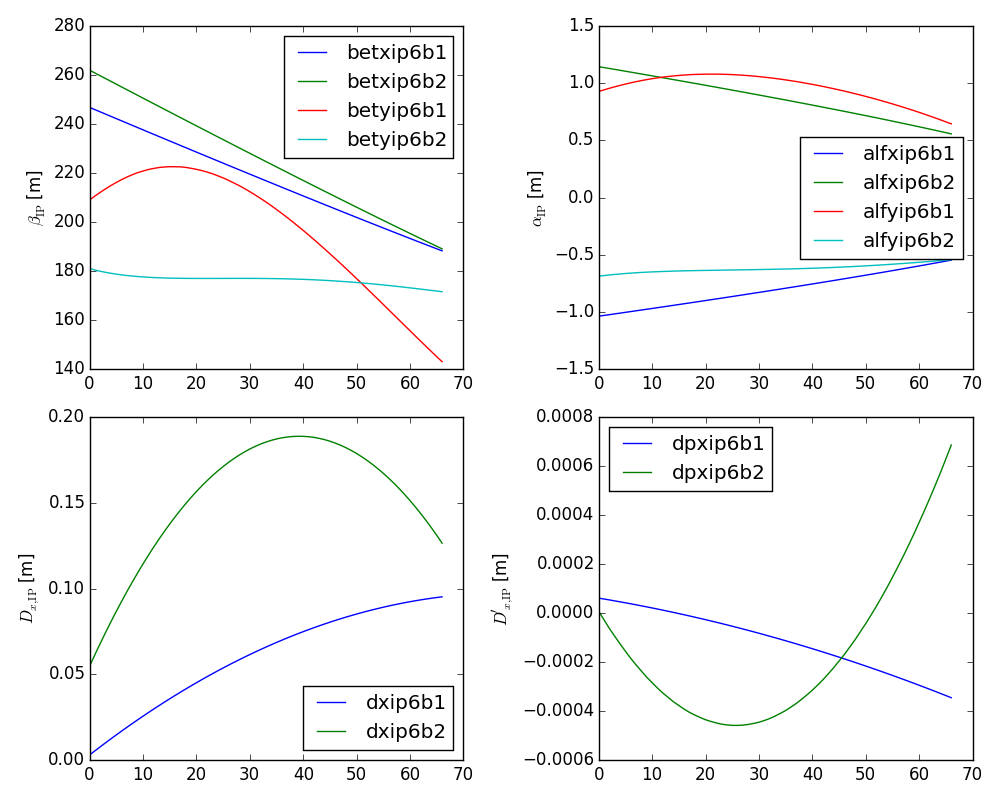 280
260
240
220
200
180
160
140
β_IP [m]
betxip6b1
betxip6b2
betyip6b1
betyip6b2
0 10 20 30 40 50 60 70
1.5
1.0
0.5
0.0
−0.5
−1.0
−1.5
α_IP [m]
alfxip6b1
alfxip6b2
alfyip6b1
alfyip6b2
0 10 20 30 40 50 60 70
0.20
0.15
0.10
0.05
0.00
D_x,IP [m]
dxip6b1
dxip6b2
0 10 20 30 40 50 60 70
0.0008
0.0006
0.0004
0.0002
0.0000
−0.0002
−0.0004
−0.0006
D′_x,IP [m]
dpxip6b1
dpxip6b2
0 10 20 30 40 50 60 70